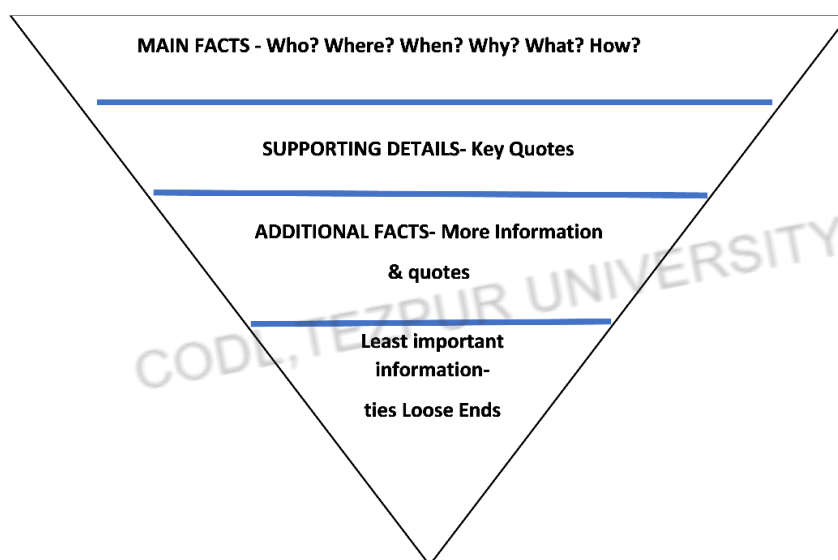 MAIN FACTS - Who? Where? When? Why? What? How?
SUPPORTING DETAILS- Key Quotes
ADDITIONAL FACTS- More Information
& quotes
Least important
information-
ties Loose Ends
CODL,TEZPUR UNIVERSITY